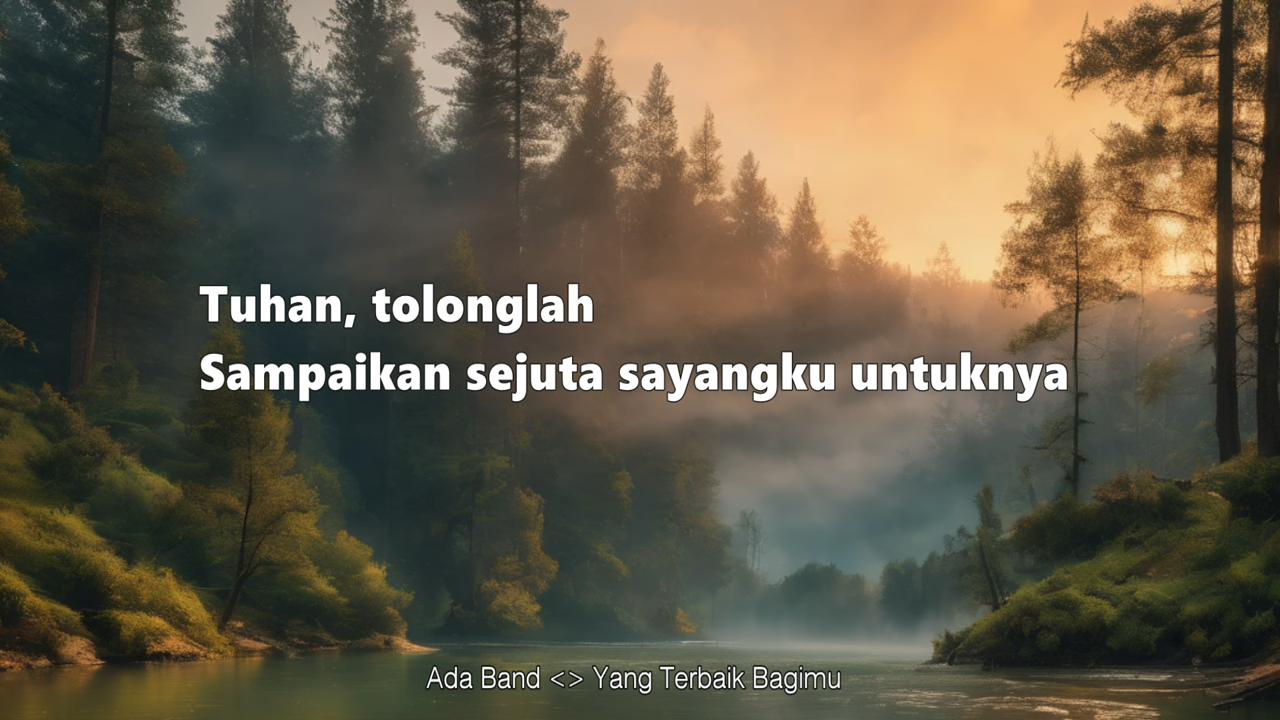 Tuhan, tolonglah
Sampaikan sejuta sayangku untuknya
Ada Band <> Yang Terbaik Bagimu